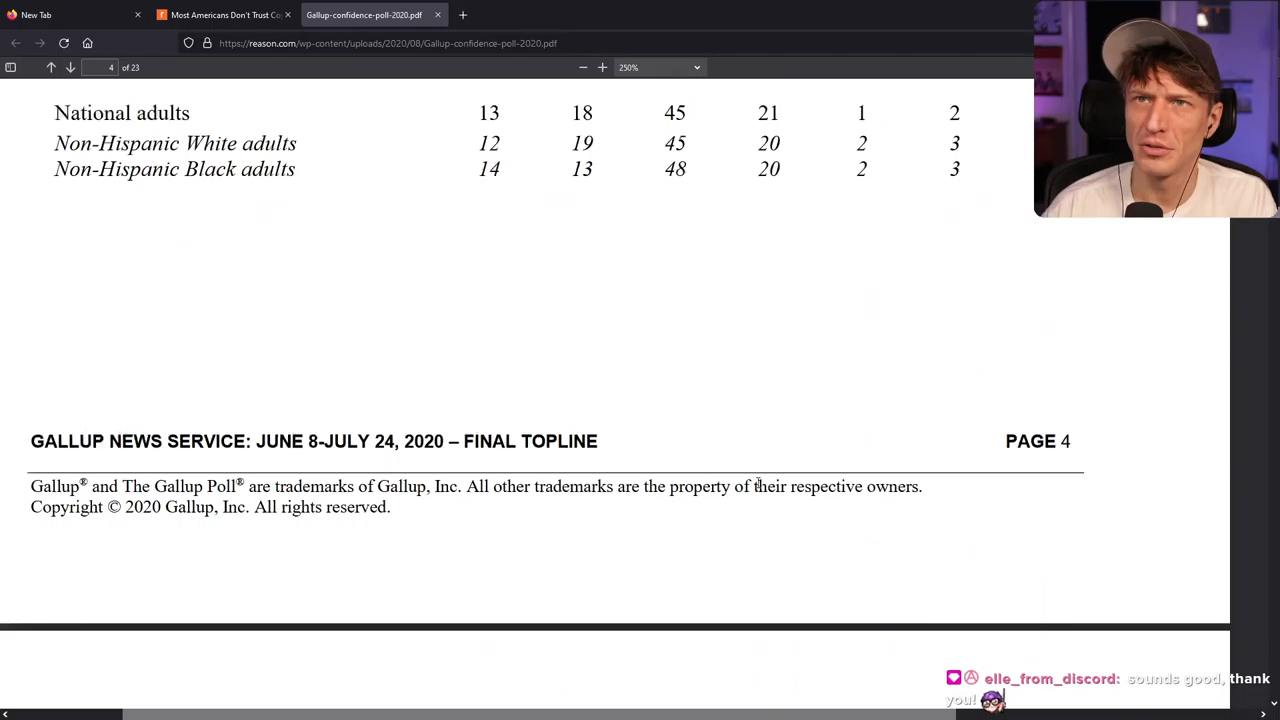 New Tab
Most Americans Don't Trust Co
Gallup-confidence-poll-2020.pdf
https://reason.com/wp-content/uploads/2020/08/Gallup-confidence-poll-2020.pdf
4 of 23
250%
National adults 13 18 45 21 1 2
Non-Hispanic White adults 12 19 45 20 2 3
Non-Hispanic Black adults 14 13 48 20 2 3
GALLUP NEWS SERVICE: JUNE 8-JULY 24, 2020 – FINAL TOPLINE PAGE 4
Gallup® and The Gallup Poll® are trademarks of Gallup, Inc. All other trademarks are the property of their respective owners.
Copyright © 2020 Gallup, Inc. All rights reserved.
elle_from_discord: sounds good, thank
you!